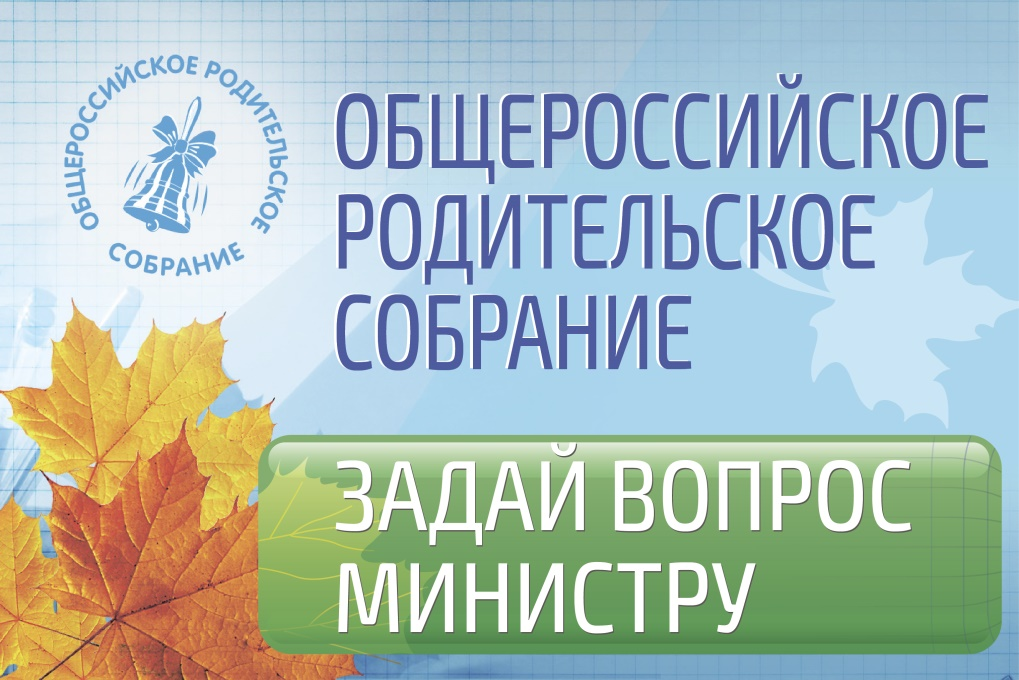 ОБЩЕРОССИЙСКОЕ РОДИТЕЛЬСКОЕ
СОБРАНИЕ
ОБЩЕРОССИЙСКОЕ
РОДИТЕЛЬСКОЕ
СОБРАНИЕ
ЗАДАЙ ВОПРОС
МИНИСТРУ